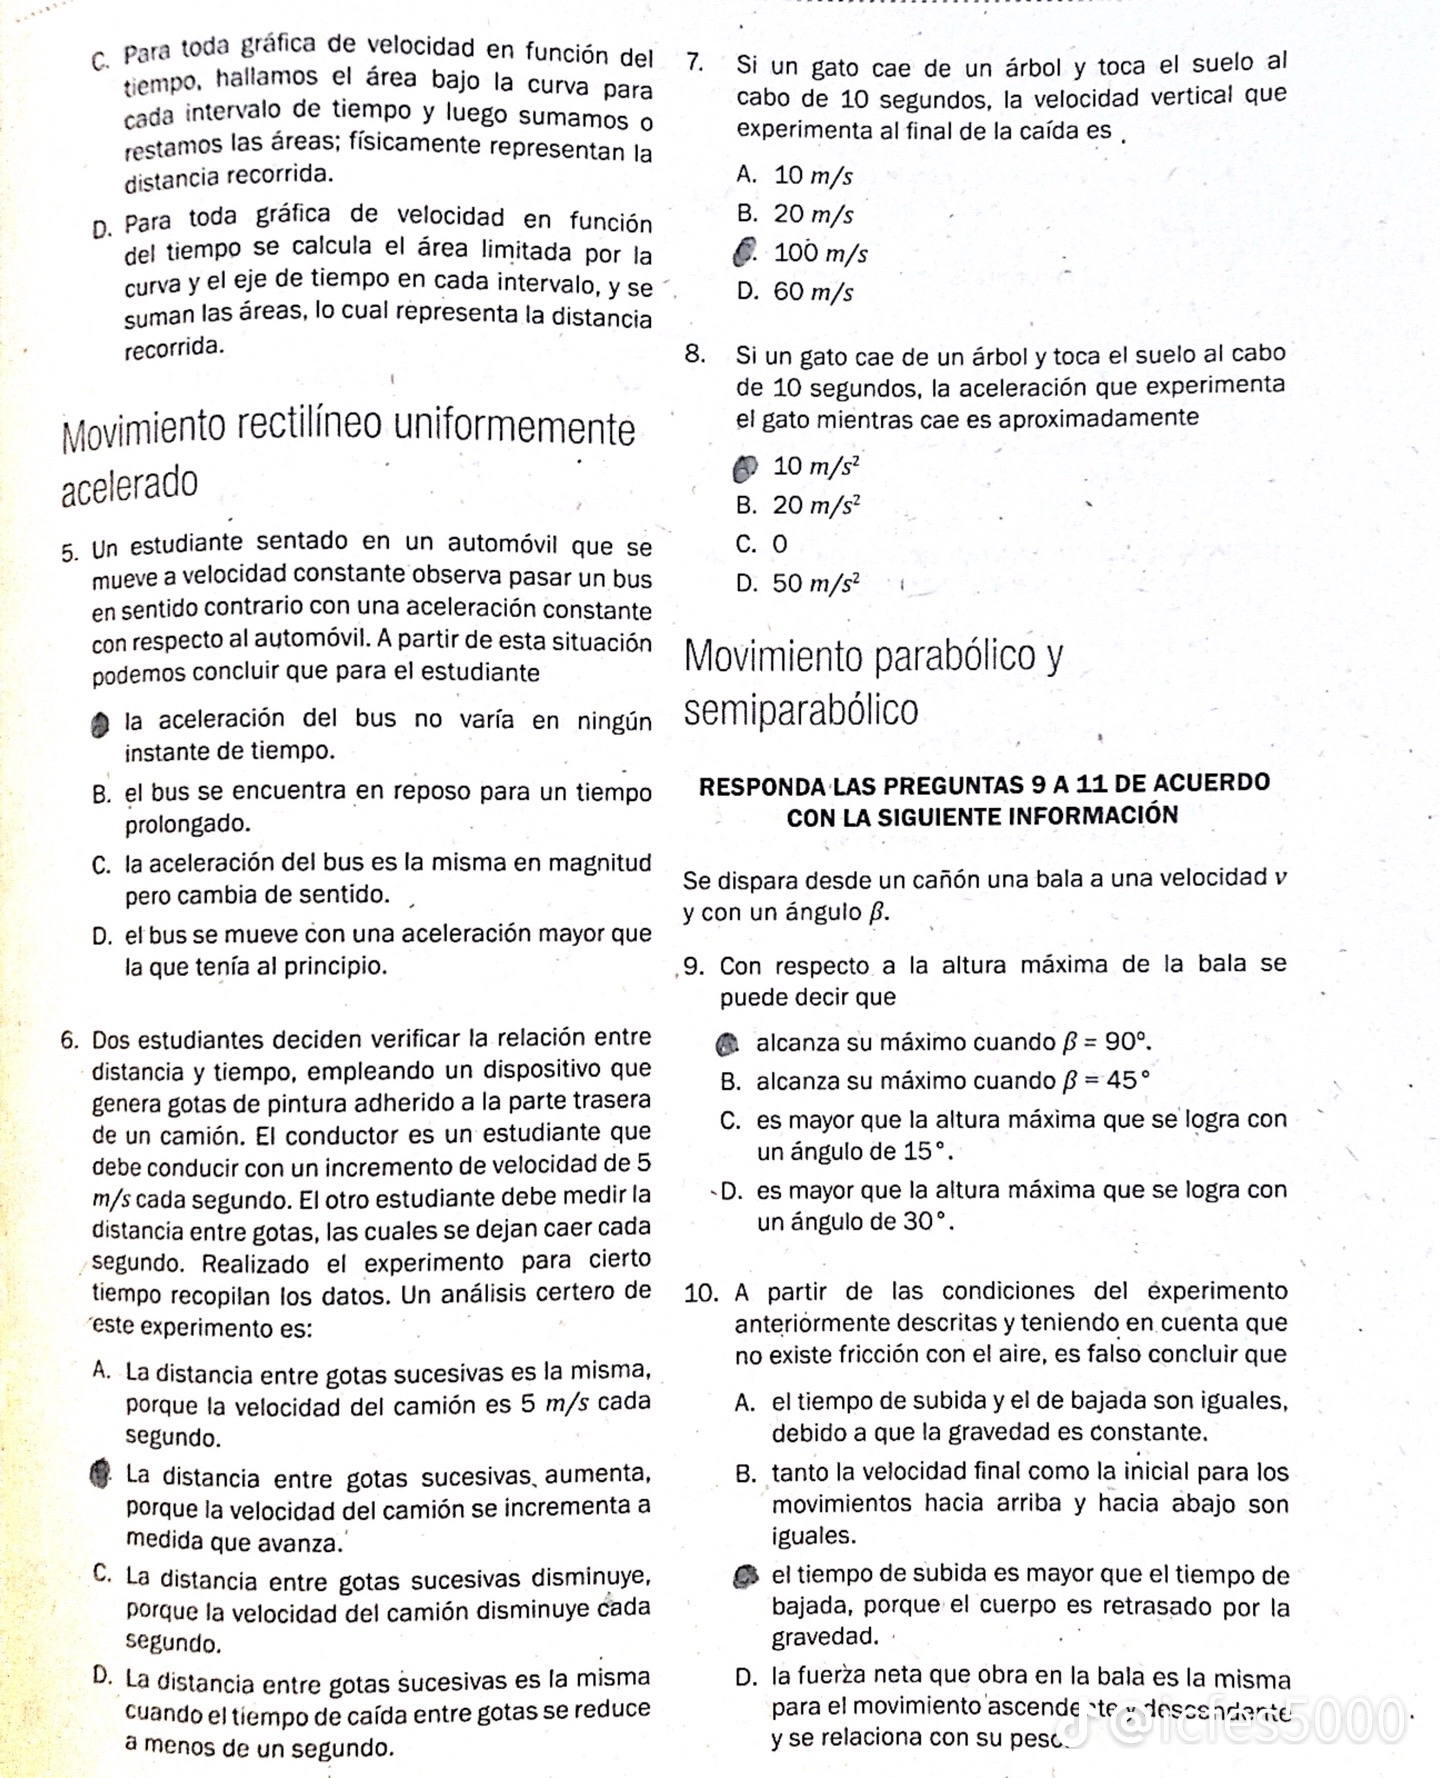 C. Para toda gráfica de velocidad en función del
tiempo, hallamos el área bajo la curva para
cada intervalo de tiempo y luego sumamos o
restamos las áreas; físicamente representan la
distancia recorrida.
D. Para toda gráfica de velocidad en función
del tiempo se calcula el área limitada por la
curva y el eje de tiempo en cada intervalo, y se
suman las áreas, lo cual representa la distancia
recorrida.
Movimiento rectilíneo uniformemente
acelerado
5. Un estudiante sentado en un automóvil que se
mueve a velocidad constante observa pasar un bus
en sentido contrario con una aceleración constante
con respecto al automóvil. A partir de esta situación
podemos concluir que para el estudiante
la aceleración del bus no varía en ningún
instante de tiempo.
B. el bus se encuentra en reposo para un tiempo
prolongado.
C. la aceleración del bus es la misma en magnitud
pero cambia de sentido.
D. el bus se mueve con una aceleración mayor que
la que tenía al principio.
6. Dos estudiantes deciden verificar la relación entre
distancia y tiempo, empleando un dispositivo que
genera gotas de pintura adherido a la parte trasera
de un camión. El conductor es un estudiante que
debe conducir con un incremento de velocidad de 5
m/s cada segundo. El otro estudiante debe medir la
distancia entre gotas, las cuales se dejan caer cada
segundo. Realizado el experimento para cierto
tiempo recopilan los datos. Un análisis certero de
este experimento es:
A. La distancia entre gotas sucesivas es la misma,
porque la velocidad del camión es 5 m/s cada
segundo.
La distancia entre gotas sucesivas aumenta,
porque la velocidad del camión se incrementa a
medida que avanza.
C. La distancia entre gotas sucesivas disminuye,
porque la velocidad del camión disminuye cada
segundo.
D. La distancia entre gotas sucesivas es la misma
cuando el tiempo de caída entre gotas se reduce
a menos de un segundo.
7. Si un gato cae de un árbol y toca el suelo al
cabo de 10 segundos, la velocidad vertical que
experimenta al final de la caída es
A. 10 m/s
B. 20 m/s
C. 100 m/s
D. 60 m/s
8. Si un gato cae de un árbol y toca el suelo al cabo
de 10 segundos, la aceleración que experimenta
el gato mientras cae es aproximadamente
A. 10 m/s²
B. 20 m/s²
C. 0
D. 50 m/s²
Movimiento parabólico y
semiparabólico
RESPONDA LAS PREGUNTAS 9 A 11 DE ACUERDO
CON LA SIGUIENTE INFORMACIÓN
Se dispara desde un cañón una bala a una velocidad v
y con un ángulo β.
9. Con respecto a la altura máxima de la bala se
puede decir que
A. alcanza su máximo cuando β = 90°.
B. alcanza su máximo cuando β = 45°
C. es mayor que la altura máxima que se logra con
un ángulo de 15°.
D. es mayor que la altura máxima que se logra con
un ángulo de 30°.
10. A partir de las condiciones del experimento
anteriormente descritas y teniendo en cuenta que
no existe fricción con el aire, es falso concluir que
A. el tiempo de subida y el de bajada son iguales,
debido a que la gravedad es constante.
B. tanto la velocidad final como la inicial para los
movimientos hacia arriba y hacia abajo son
iguales.
el tiempo de subida es mayor que el tiempo de
bajada, porque el cuerpo es retrasado por la
gravedad.
D. la fuerza neta que obra en la bala es la misma
para el movimiento ascendente y descendente
y se relaciona con su peso.
@icfes5000